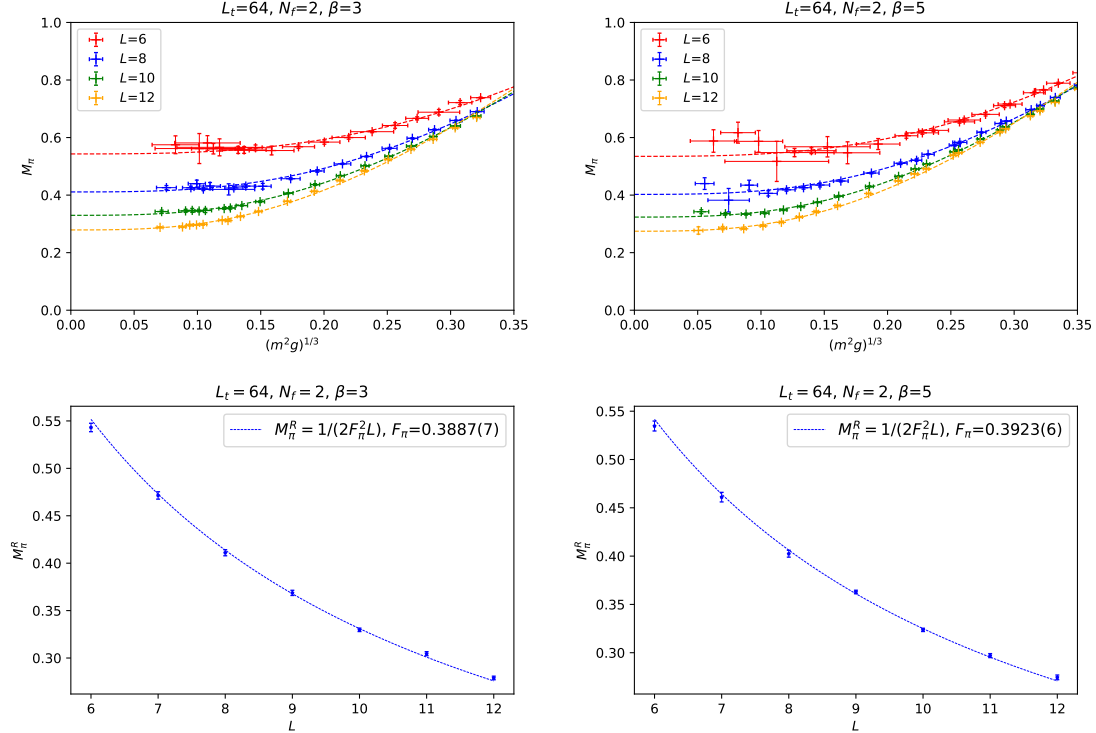 L_t=64, N_f=2, β=3
1.0
0.8
0.6
0.4
0.2
0.0
M_π
L=6
L=8
L=10
L=12
0.00 0.05 0.10 0.15 0.20 0.25 0.30 0.35
(m²g)^{1/3}
L_t=64, N_f=2, β=5
1.0
0.8
0.6
0.4
0.2
0.0
M_π
L=6
L=8
L=10
L=12
0.00 0.05 0.10 0.15 0.20 0.25 0.30 0.35
(m²g)^{1/3}
L_t = 64, N_f = 2, β=3
0.55
0.50
0.45
0.40
0.35
0.30
M_π^R
M_π^R = 1/(2F_π^2L), F_π=0.3887(7)
6 7 8 9 10 11 12
L
L_t = 64, N_f = 2, β=5
0.55
0.50
0.45
0.40
0.35
0.30
M_π^R
M_π^R = 1/(2F_π^2L), F_π=0.3923(6)
6 7 8 9 10 11 12
L